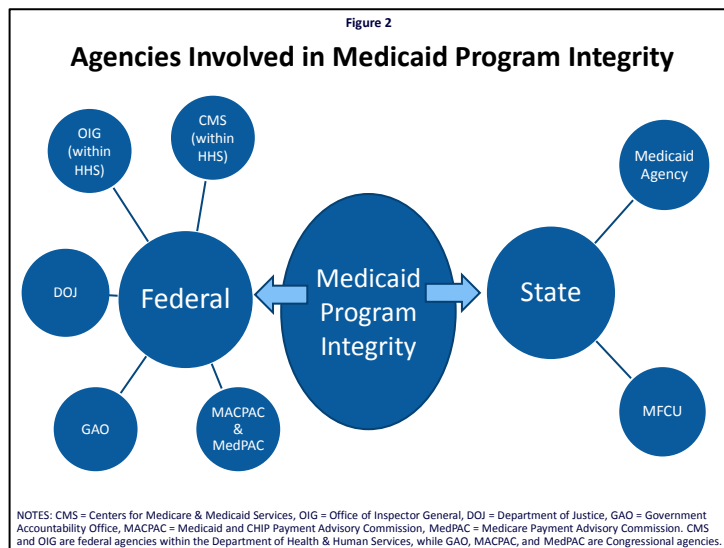 Figure 2
Agencies Involved in Medicaid Program Integrity
OIG
(within
HHS)
CMS
(within
HHS)
DOJ
Federal
GAO
MACPAC
&
MedPAC
Medicaid
Program
Integrity
State
Medicaid
Agency
MFCU
NOTES: CMS = Centers for Medicare & Medicaid Services, OIG = Office of Inspector General, DOJ = Department of Justice, GAO = Government
Accountability Office, MACPAC = Medicaid and CHIP Payment Advisory Commission, MedPAC = Medicare Payment Advisory Commission. CMS
and OIG are federal agencies within the Department of Health & Human Services, while GAO, MACPAC, and MedPAC are Congressional agencies.